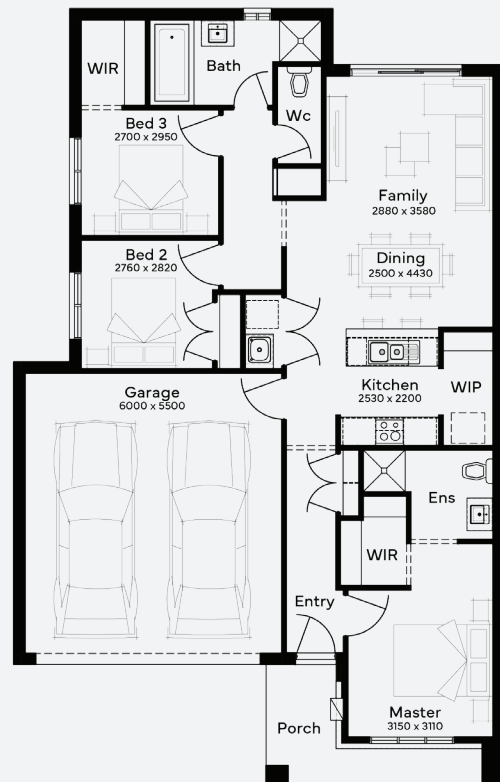 WIR
Bath
Bed 3
2700 x 2950
Wc
Family
2880 x 3580
Bed 2
2760 x 2820
Dining
2500 x 4430
Garage
6000 x 5500
Kitchen
2530 x 2200
WIP
Ens
WIR
Entry
Master
3150 x 3110
Porch